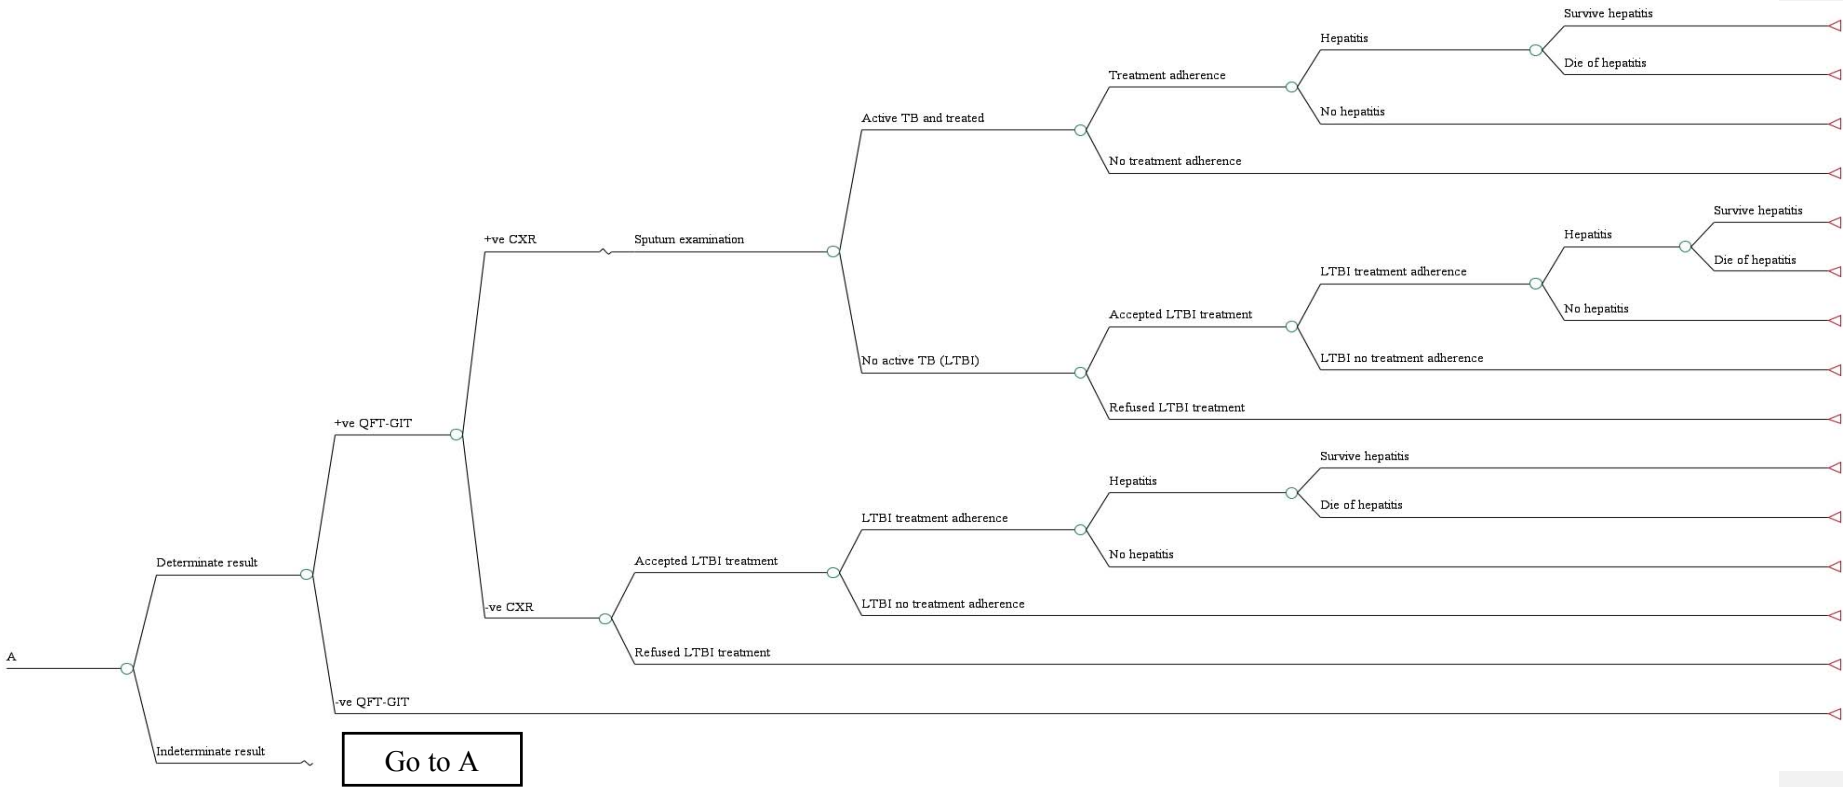 Survive hepatitis
Hepatitis
Die of hepatitis
Treatment adherence
No hepatitis
Active TB and treated
No treatment adherence
Survive hepatitis
Hepatitis
+ve CXR
Sputum examination
Die of hepatitis
LTBI treatment adherence
No hepatitis
Accepted LTBI treatment
LTBI no treatment adherence
No active TB (LTBI)
Refused LTBI treatment
+ve QFT-GIT
Survive hepatitis
Hepatitis
Die of hepatitis
LTBI treatment adherence
No hepatitis
Determinate result
Accepted LTBI treatment
LTBI no treatment adherence
-ve CXR
Refused LTBI treatment
A
-ve QFT-GIT
Indeterminate result
Go to A